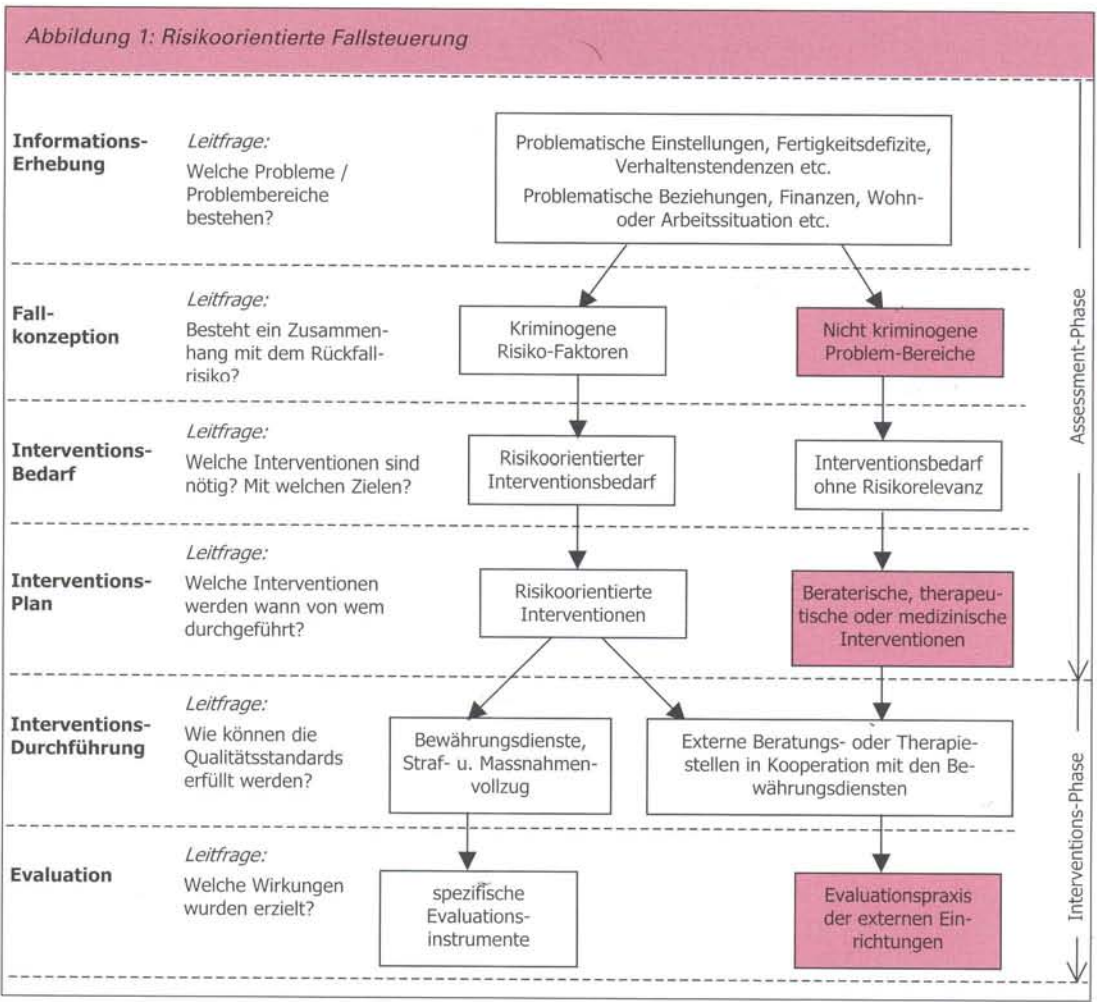 Abbildung 1: Risikoorientierte Fallsteuerung
Informations-
Erhebung
Leitfrage:
Welche Probleme /
Problembereiche
bestehen?
Problematische Einstellungen, Fertigkeitsdefizite,
Verhaltenstendenzen etc.
Problematische Beziehungen, Finanzen, Wohn-
oder Arbeitssituation etc.
Fall-
konzeption
Leitfrage:
Besteht ein Zusammen-
hang mit dem Rückfall-
risiko?
Kriminogene
Risiko-Faktoren
Nicht kriminogene
Problem-Bereiche
Interventions-
Bedarf
Leitfrage:
Welche Interventionen sind
nötig? Mit welchen Zielen?
Risikoorientierter
Interventionsbedarf
Interventionsbedarf
ohne Risikorelevanz
Interventions-
Plan
Leitfrage:
Welche Interventionen
werden wann von wem
durchgeführt?
Risikoorientierte
Interventionen
Beraterische, therapeu-
tische oder medizinische
Interventionen
Assessment-Phase
Interventions-
Durchführung
Leitfrage:
Wie können die
Qualitätsstandards
erfüllt werden?
Bewährungsdienste,
Straf- u. Massnahmen-
vollzug
Externe Beratungs- oder Therapie-
stellen in Kooperation mit den Be-
währungsdiensten
Evaluation
Leitfrage:
Welche Wirkungen
wurden erzielt?
spezifische
Evaluations-
instrumente
Evaluationspraxis
der externen Ein-
richtungen
Interventions-Phase